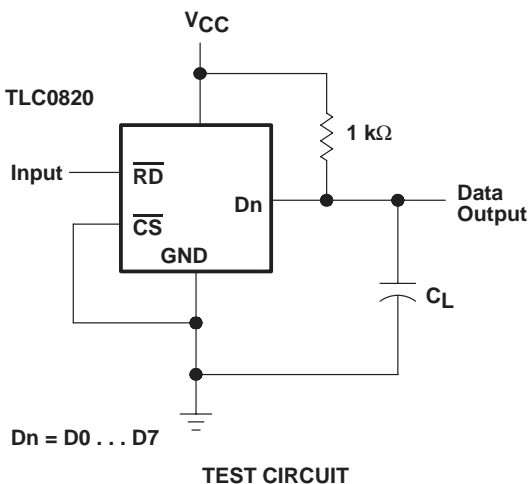 VCC
TLC0820
1 kΩ
Input
RD
Dn
Data
Output
CS
GND
CL
Dn = D0 . . . D7
TEST CIRCUIT